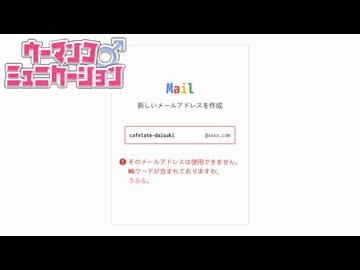 ウーマンコ
ミュニケーション
Mail
新しいメールアドレスを作成
cafelate-daisuki @xxxx.com
そのメールアドレスは使用できません。
NGワードが含まれておりますわ。
うふふ。